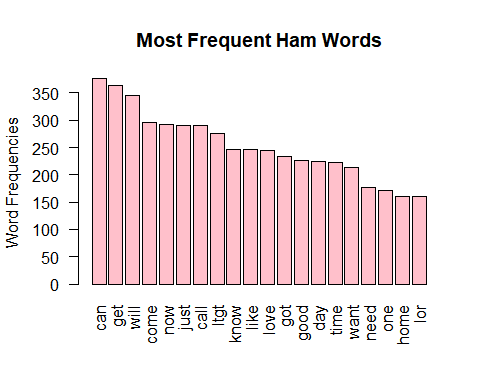 Most Frequent Ham Words
Word Frequencies
350
300
250
200
150
100
50
0
can
get
will
come
now
just
call
ltgt
know
like
love
got
good
day
time
want
need
one
home
lor